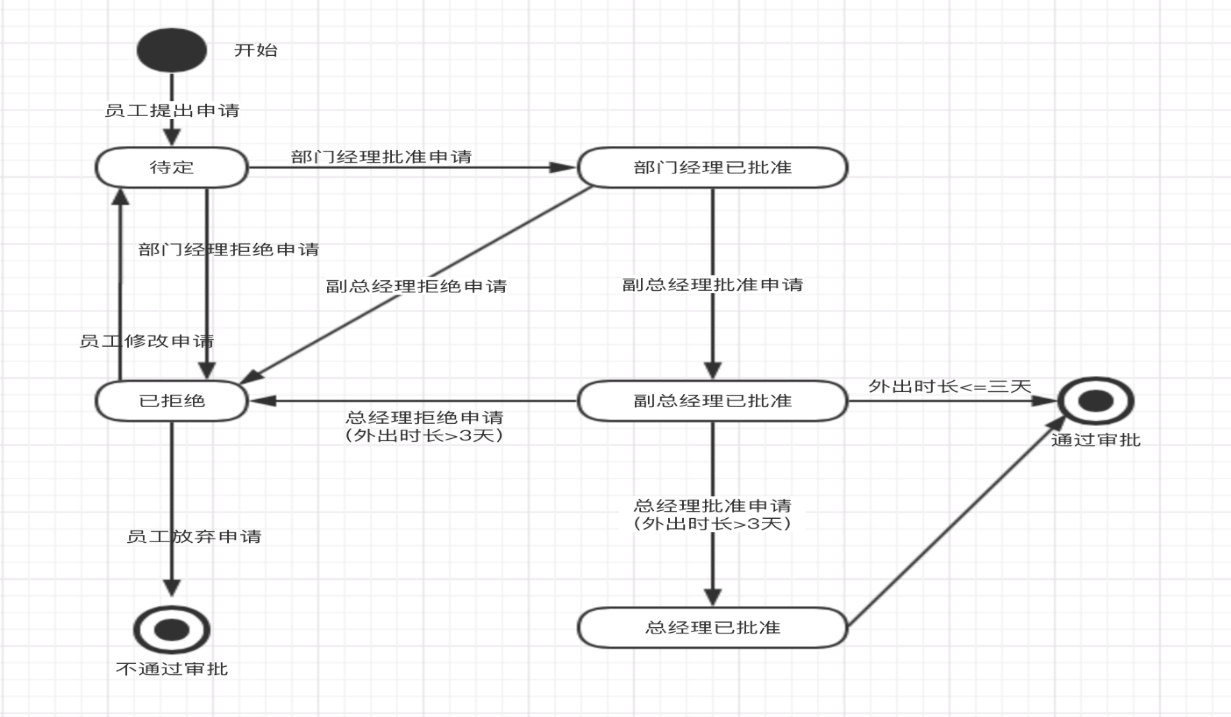 开始
员工提出申请
待定
部门经理批准申请
部门经理已批准
部门经理拒绝申请
副总经理拒绝申请
副总经理批准申请
员工修改申请
已拒绝
总经理拒绝申请
(外出时长>3天)
副总经理已批准
外出时长<=三天
通过审批
总经理批准申请
(外出时长>3天)
员工放弃申请
总经理已批准
不通过审批